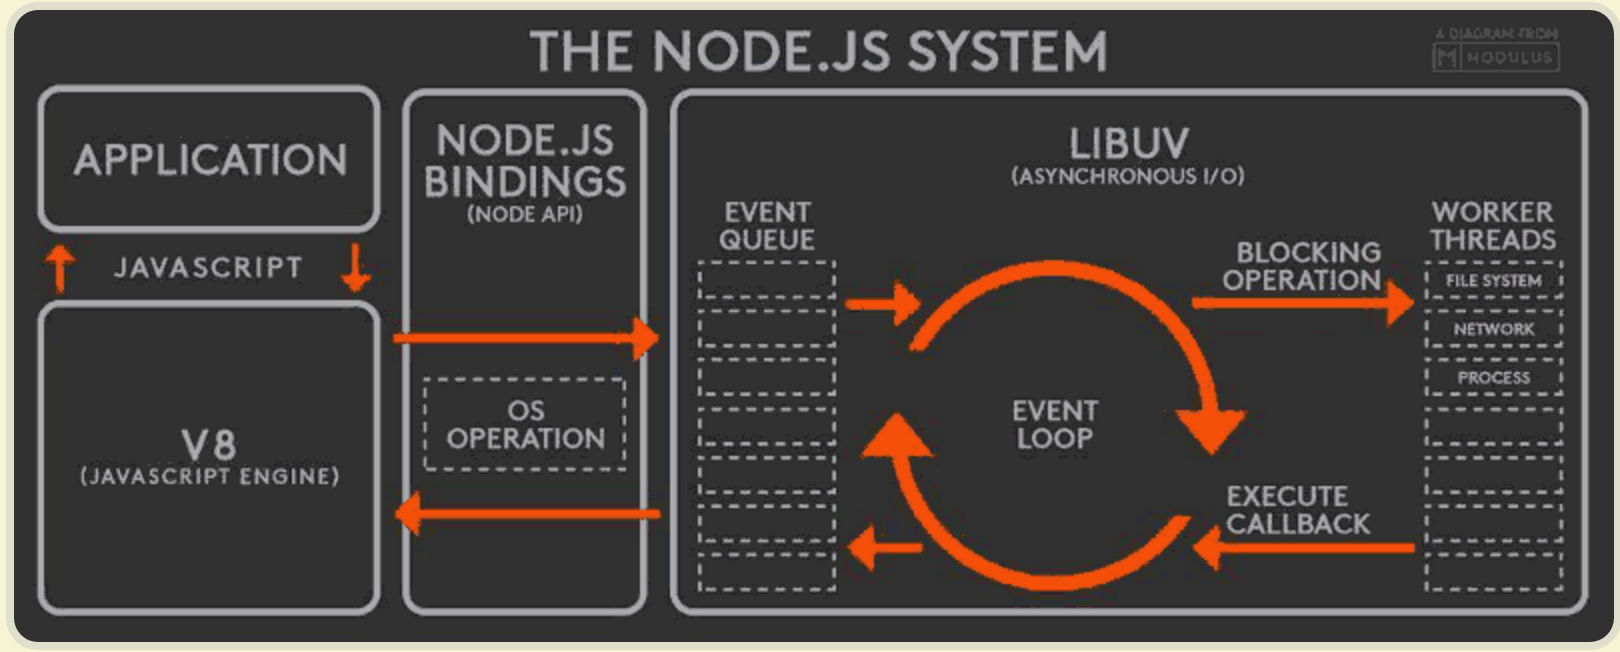 THE NODE.JS SYSTEM
A DIAGRAM FROM
MODULUS
APPLICATION
JAVASCRIPT
V8
(JAVASCRIPT ENGINE)
NODE.JS
BINDINGS
(NODE API)
OS
OPERATION
LIBUV
(ASYNCHRONOUS I/O)
EVENT
QUEUE
EVENT
LOOP
BLOCKING
OPERATION
EXECUTE
CALLBACK
WORKER
THREADS
FILE SYSTEM
NETWORK
PROCESS